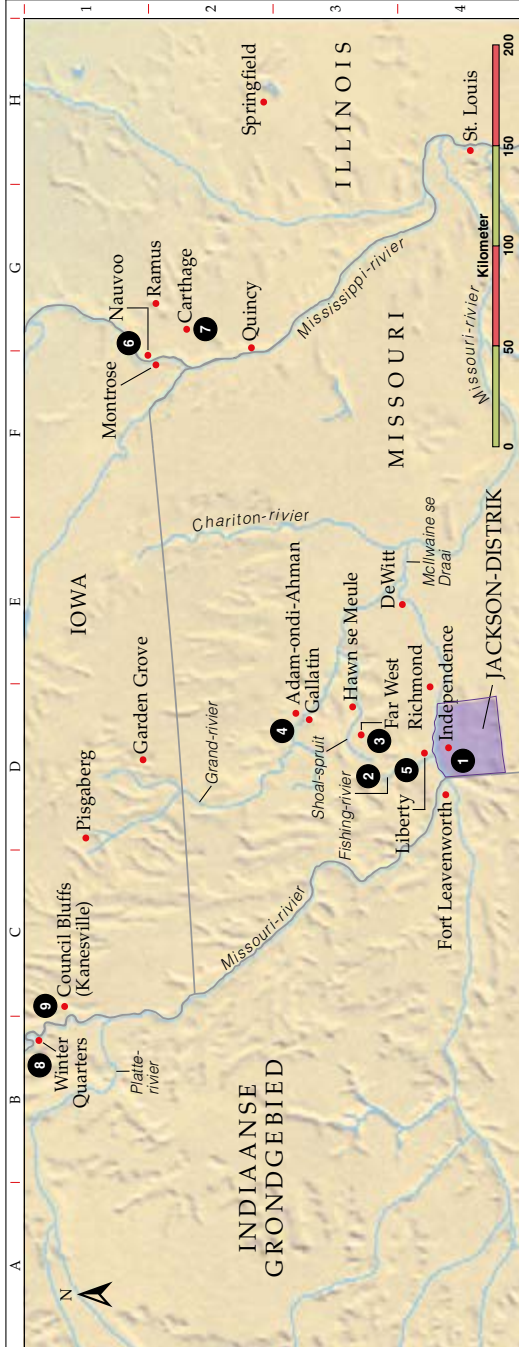 A
B
C
D
E
F
G
H
1
2
3
4
N
8
Winter
Quarters
9
Council Bluffs
(Kanesville)
Pisgaberg
Garden Grove
IOWA
Montrose
6
Nauvoo
Ramus
Carthage
7
Quincy
Springfield
ILLINOIS
Platte-
rivier
INDIAANSE
GRONDGEBIED
Missouri-rivier
Grand-rivier
4
Adam-ondi-Ahman
Gallatin
Shoal-spruit
Hawn se Meule
Far West
3
2
Fishing-rivier
5
Liberty
Richmond
Fort Leavenworth
Independence
1
JACKSON-DISTRIK
DeWitt
McIlwaine se
Draai
Chariton-rivier
MISSOURI
Mississippi-rivier
Missouri-rivier
St. Louis
Kilometer
0
50
100
150
200